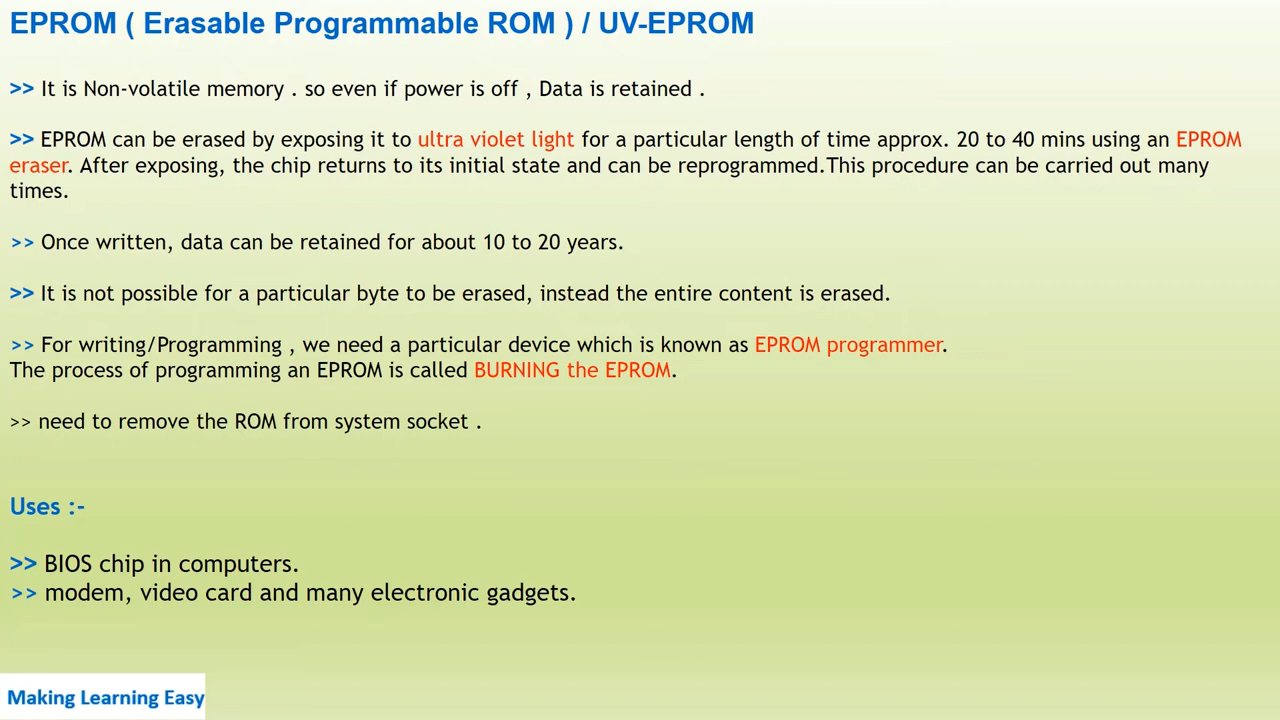 EPROM ( Erasable Programmable ROM ) / UV-EPROM
>> It is Non-volatile memory . so even if power is off , Data is retained .
>> EPROM can be erased by exposing it to ultra violet light for a particular length of time approx. 20 to 40 mins using an EPROM
eraser. After exposing, the chip returns to its initial state and can be reprogrammed.This procedure can be carried out many
times.
>> Once written, data can be retained for about 10 to 20 years.
>> It is not possible for a particular byte to be erased, instead the entire content is erased.
>> For writing/Programming , we need a particular device which is known as EPROM programmer.
The process of programming an EPROM is called BURNING the EPROM.
>> need to remove the ROM from system socket .
Uses :-
>> BIOS chip in computers.
>> modem, video card and many electronic gadgets.
Making Learning Easy